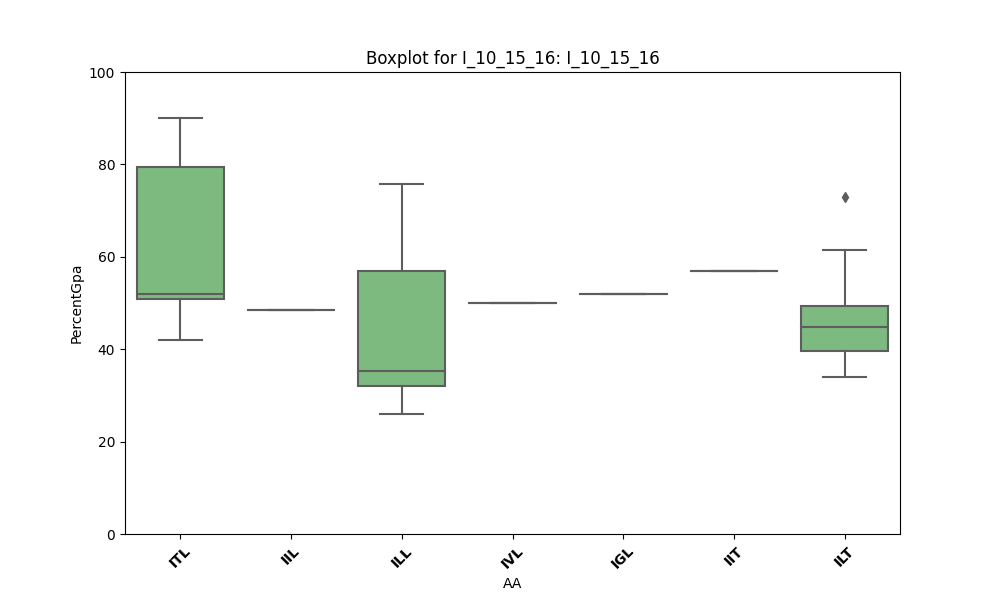 Boxplot for I_10_15_16: I_10_15_16
100
80
60
40
20
0
PercentGpa
ITL
IIL
ILL
IVL
IGL
IIT
ILT
AA